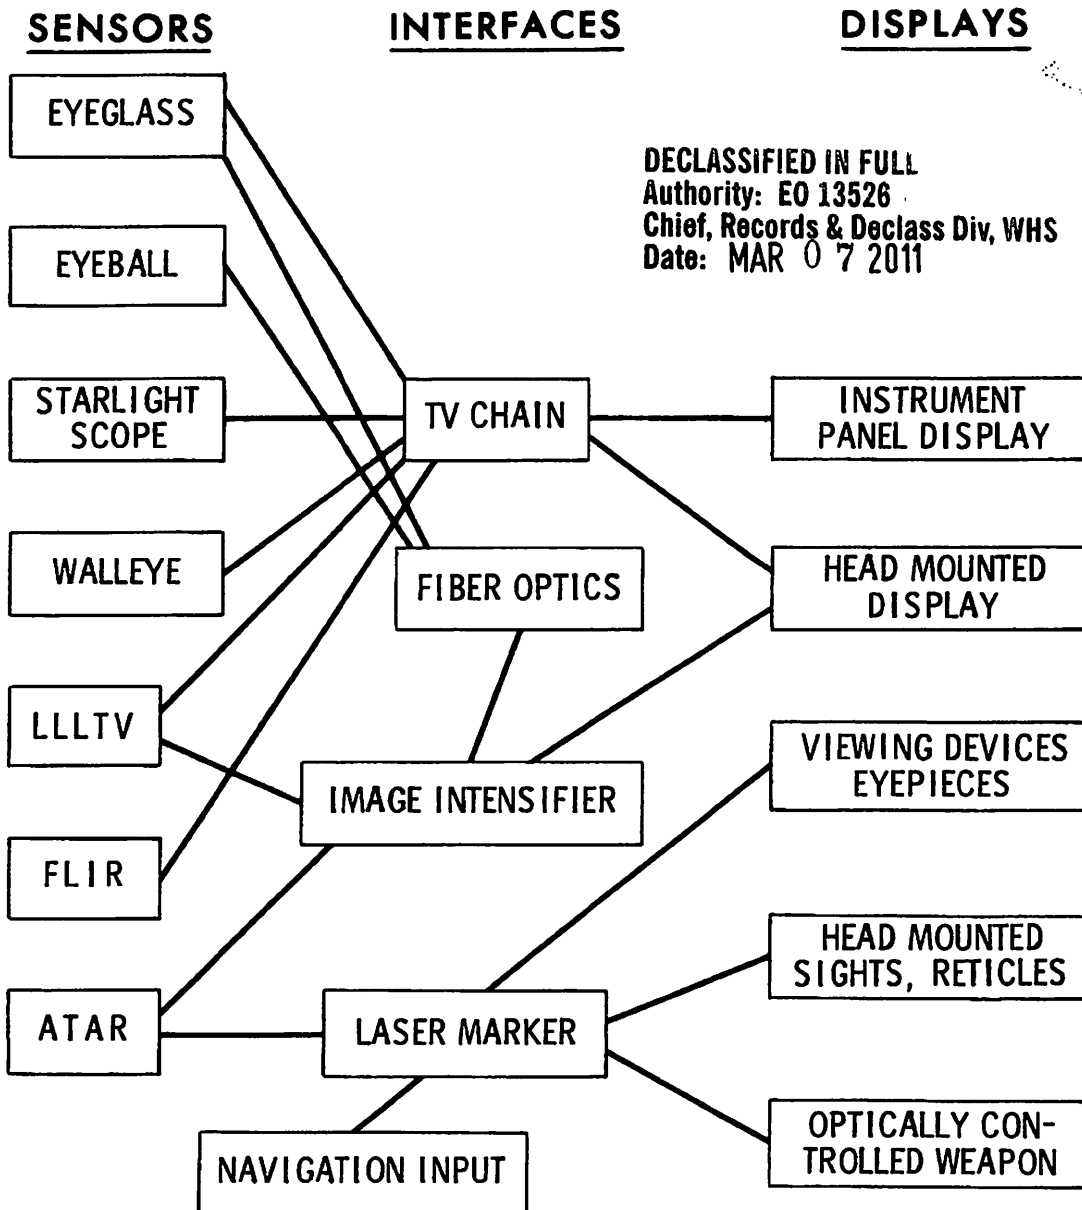 SENSORS
INTERFACES
DISPLAYS
EYEGLASS
DECLASSIFIED IN FULL
Authority: EO 13526
Chief, Records & Declass Div, WHS
Date: MAR 07 2011
EYEBALL
STARLIGHT
SCOPE
TV CHAIN
INSTRUMENT
PANEL DISPLAY
WALLEYE
FIBER OPTICS
HEAD MOUNTED
DISPLAY
LLLTV
IMAGE INTENSIFIER
VIEWING DEVICES
EYEPIECES
FLIR
HEAD MOUNTED
SIGHTS, RETICLES
ATAR
LASER MARKER
OPTICALLY CON-
TROLLED WEAPON
NAVIGATION INPUT